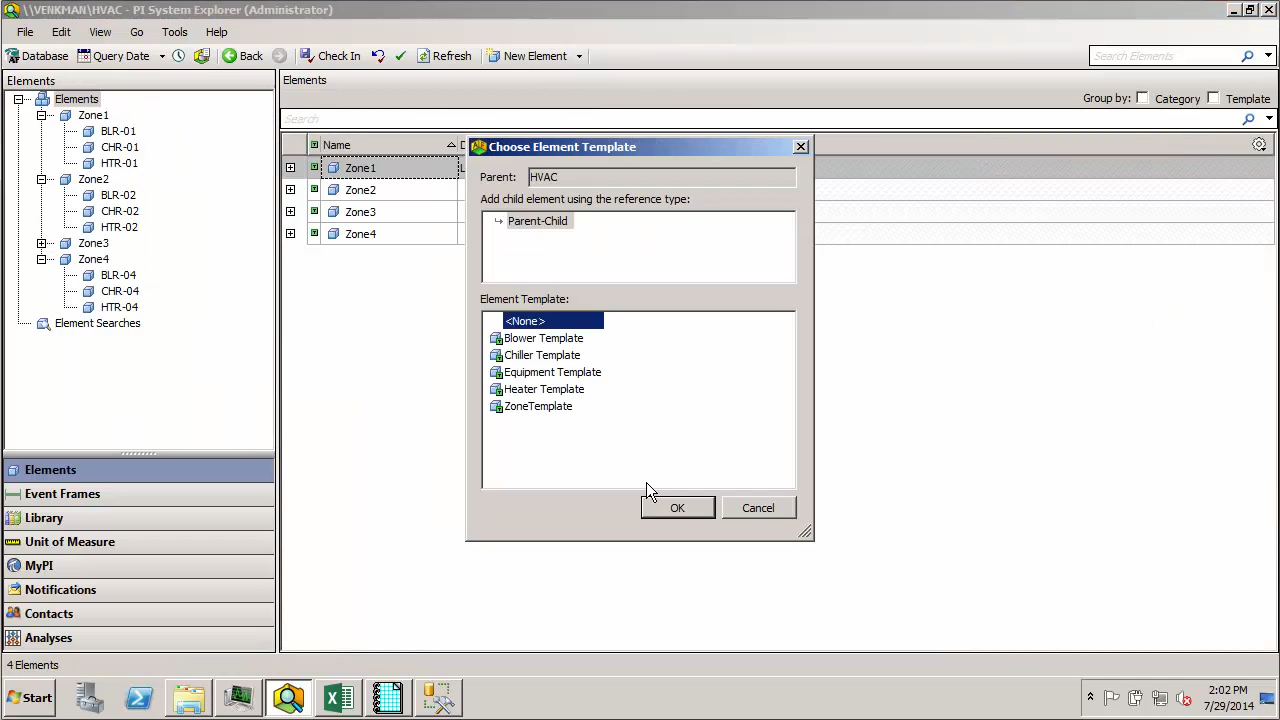 \\VENKMAN\HVAC - PI System Explorer (Administrator)
File Edit View Go Tools Help
Database Query Date Back Check In Refresh New Element Search Elements
Elements
Elements
Zone1
BLR-01
CHR-01
HTR-01
Zone2
BLR-02
CHR-02
HTR-02
Zone3
Zone4
BLR-04
CHR-04
HTR-04
Element Searches
Elements
Event Frames
Library
Unit of Measure
MyPI
Notifications
Contacts
Analyses
Elements
Group by: Category Template
Search
Name
Zone1
Zone2
Zone3
Zone4
Choose Element Template
Parent: HVAC
Add child element using the reference type:
Parent-Child
Element Template:
<None>
Blower Template
Chiller Template
Equipment Template
Heater Template
ZoneTemplate
OK Cancel
4 Elements
Start
2:02 PM
7/29/2014